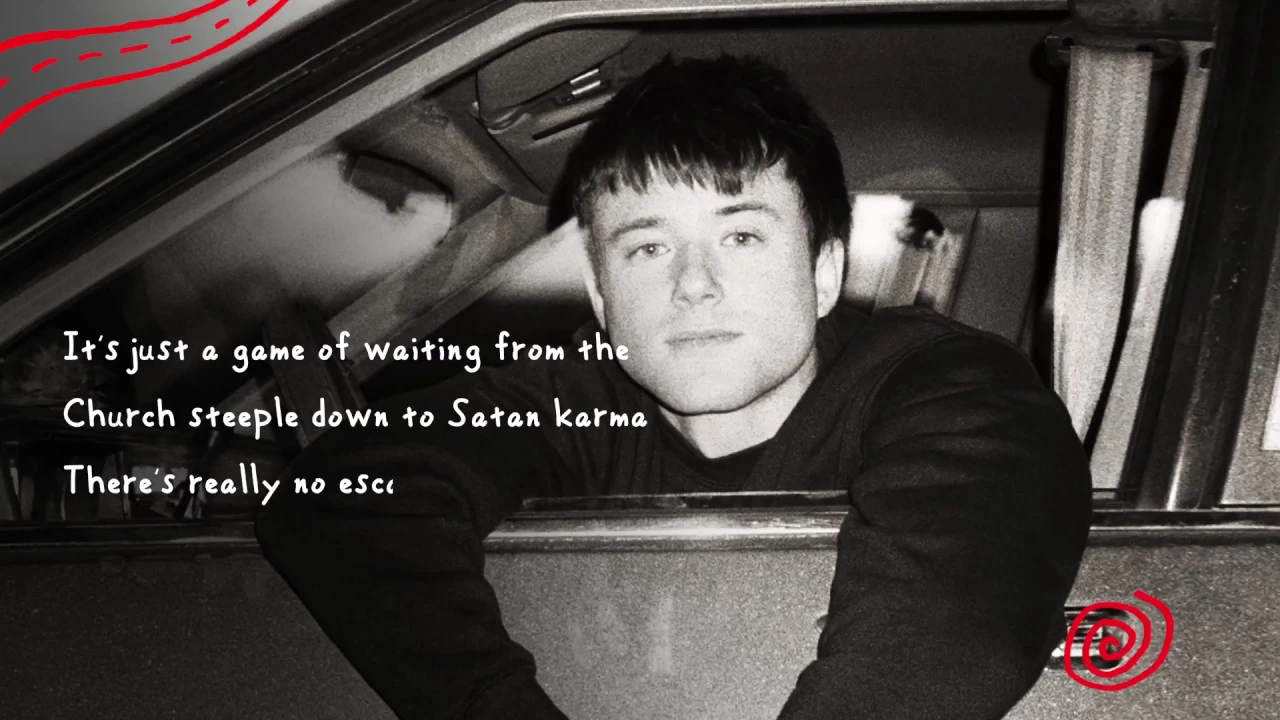 It's just a game of waiting from the
Church steeple down to Satan karma
There's really no